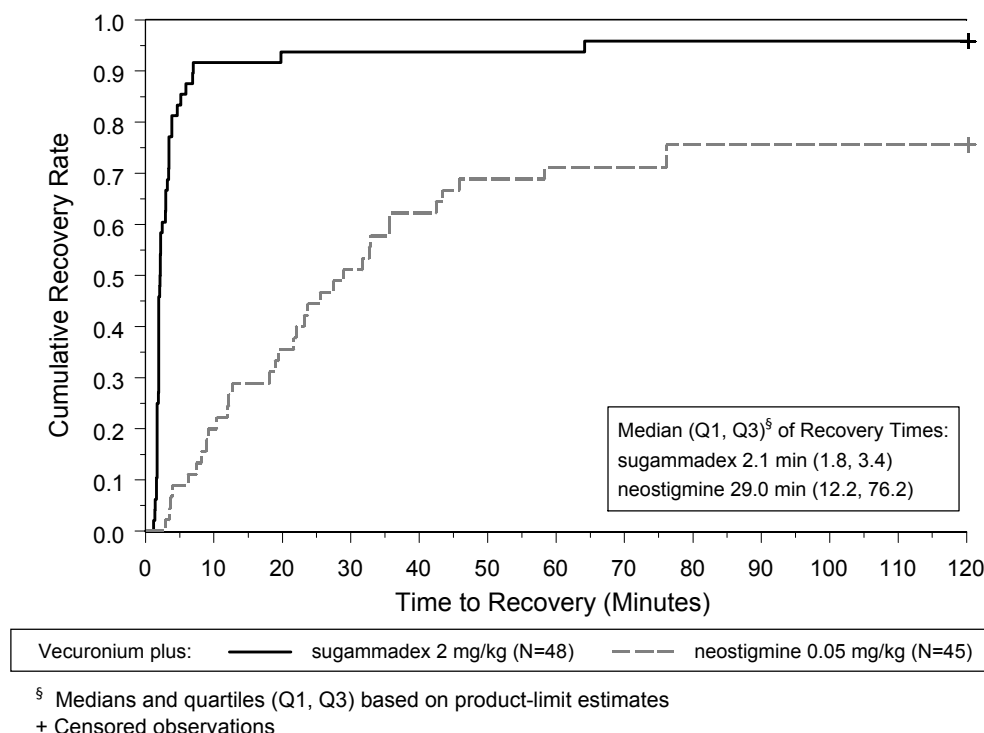 1.0
0.9
0.8
0.7
0.6
0.5
0.4
0.3
0.2
0.1
0.0
Cumulative Recovery Rate
Median (Q1, Q3)§ of Recovery Times:
sugammadex 2.1 min (1.8, 3.4)
neostigmine 29.0 min (12.2, 76.2)
0 10 20 30 40 50 60 70 80 90 100 110 120
Time to Recovery (Minutes)
Vecuronium plus: sugammadex 2 mg/kg (N=48) neostigmine 0.05 mg/kg (N=45)
§ Medians and quartiles (Q1, Q3) based on product-limit estimates
+ Censored observations